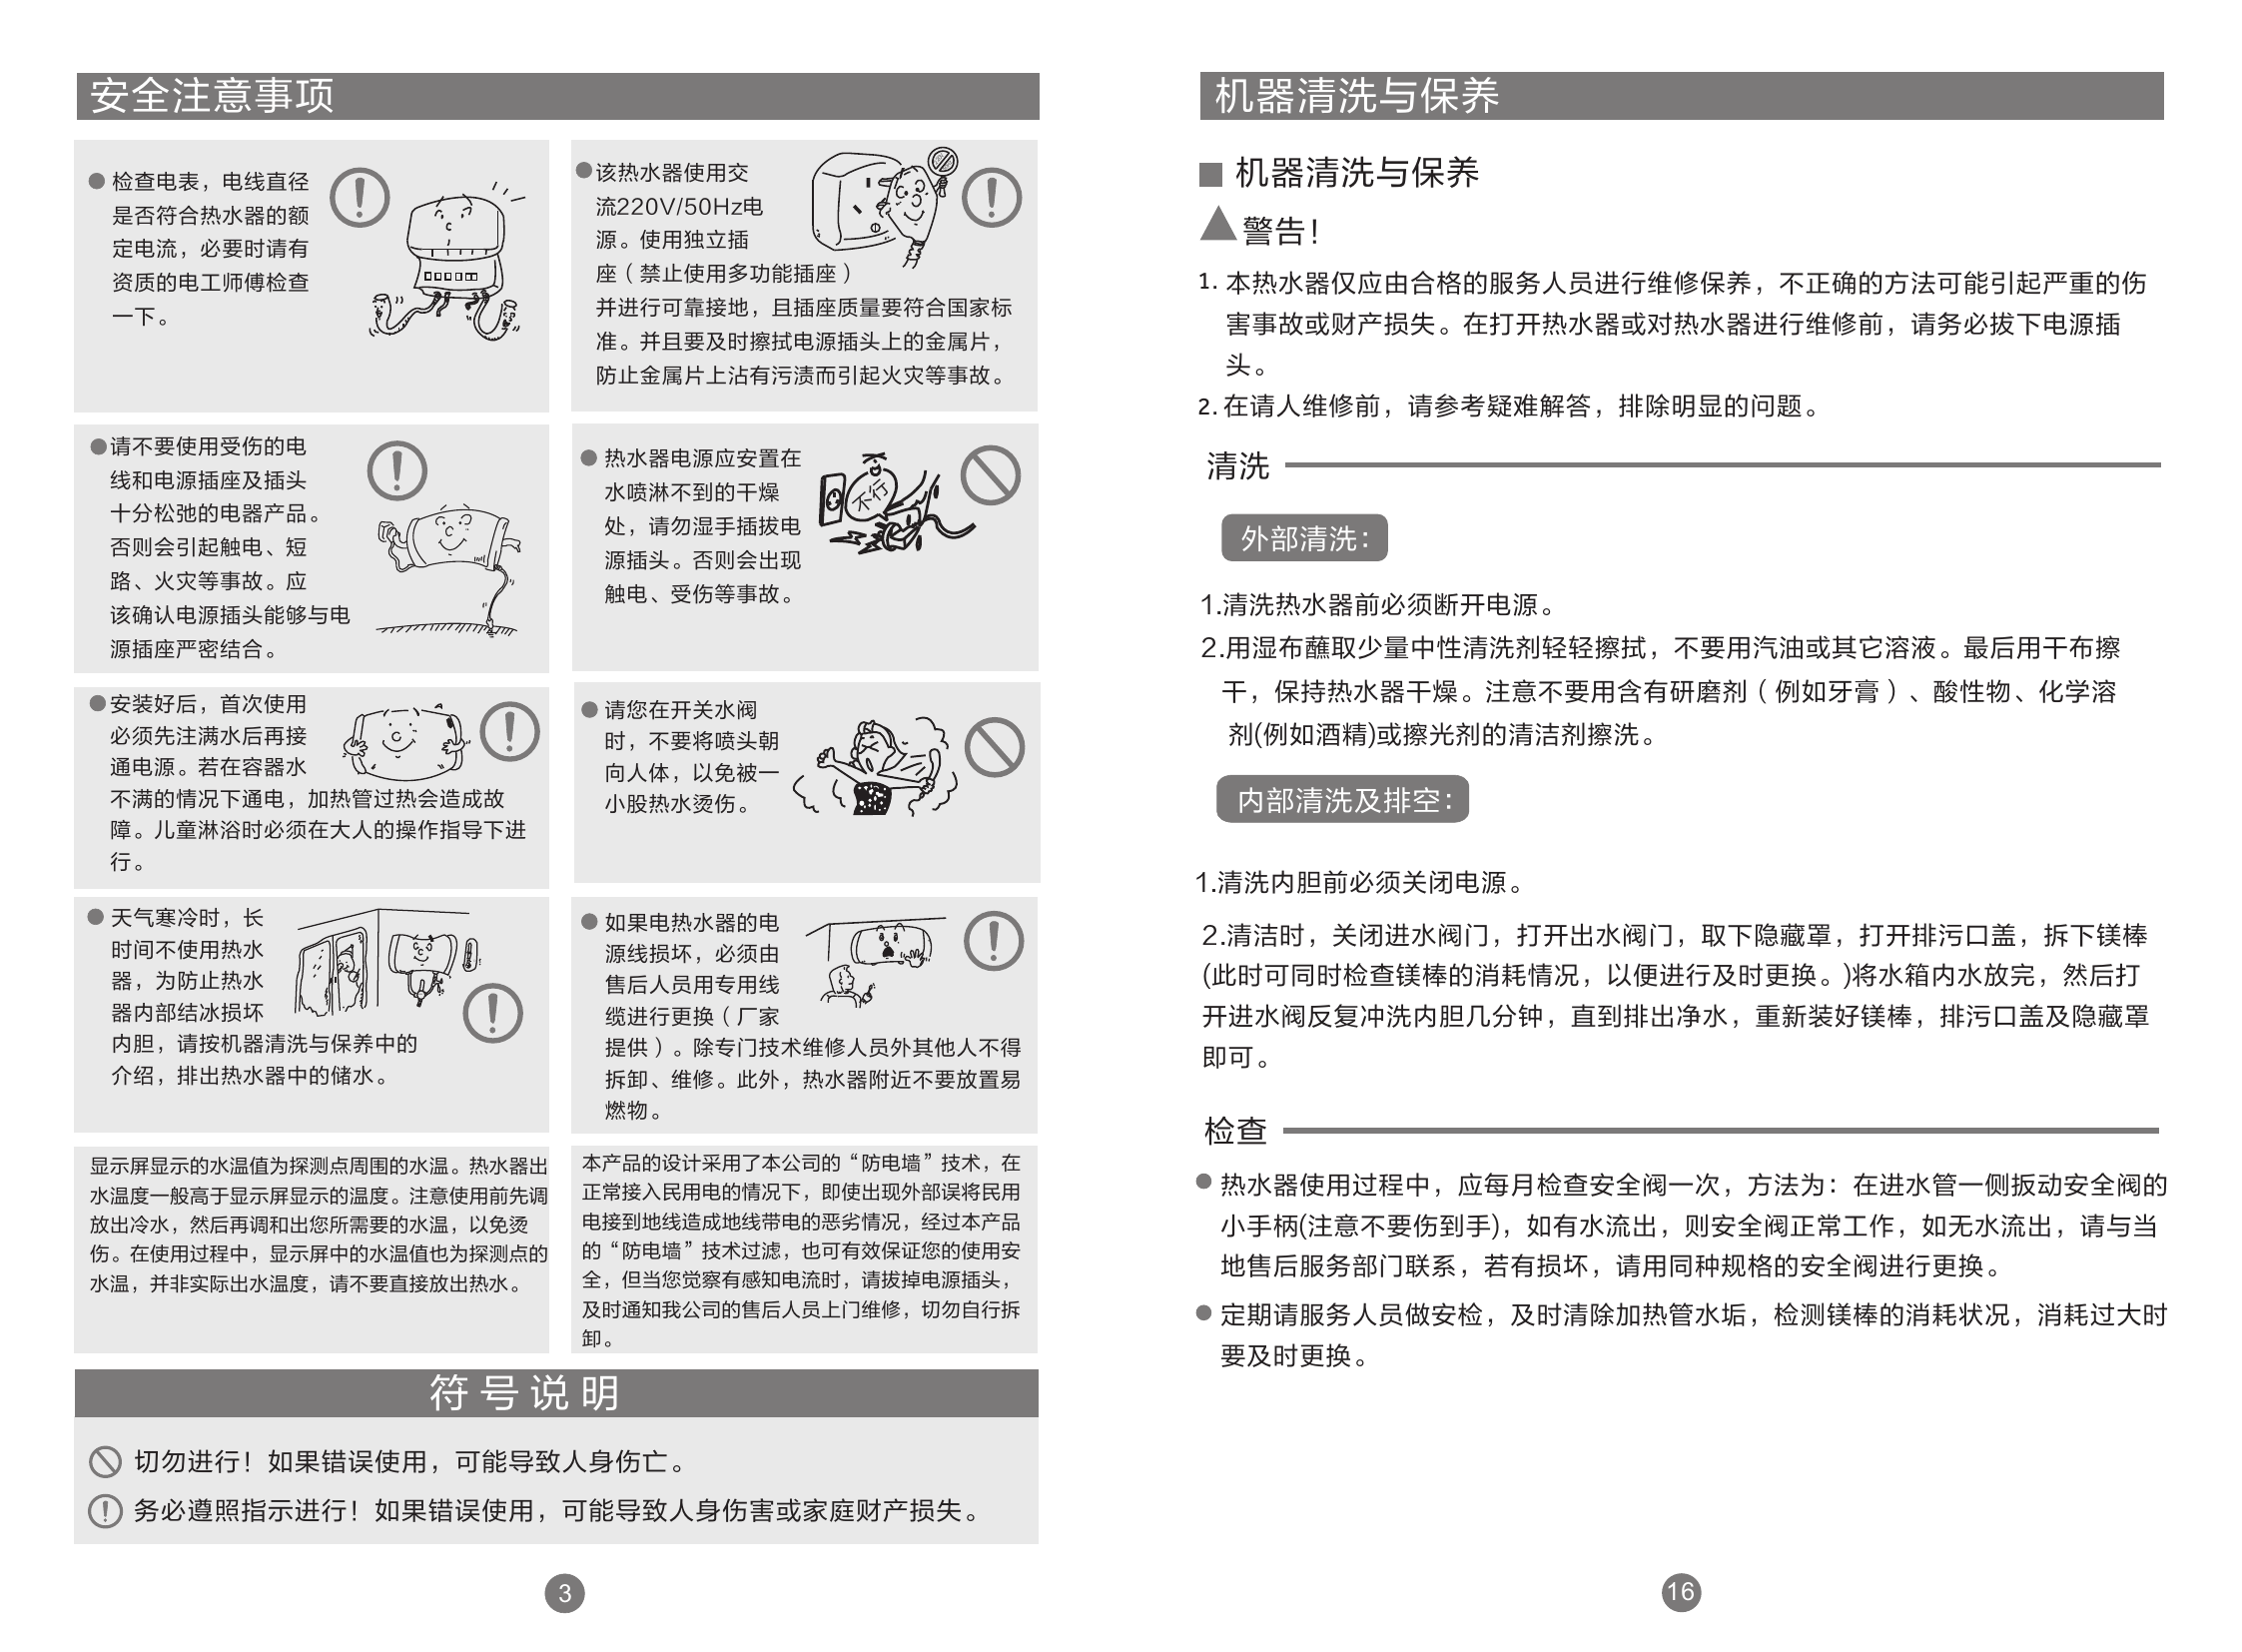 安全注意事项
●检查电表，电线直径
是否符合热水器的额
定电流，必要时请有
资质的电工师傅检查
一下。
●该热水器使用交
流220V/50Hz电
源。使用独立插
座（禁止使用多功能插座）
并进行可靠接地，且插座质量要符合国家标
准。并且要及时擦拭电源插头上的金属片，
防止金属片上沾有污渍而引起火灾等事故。
●请不要使用受伤的电
线和电源插座及插头
十分松弛的电器产品。
否则会引起触电、短
路、火灾等事故。应
该确认电源插头能够与电
源插座严密结合。
●热水器电源应安置在
水喷淋不到的干燥
处，请勿湿手插拔电
源插头。否则会出现
触电、受伤等事故。
不行
●安装好后，首次使用
必须先注满水后再接
通电源。若在容器水
不满的情况下通电，加热管过热会造成故
障。儿童淋浴时必须在大人的操作指导下进
行。
●请您在开关水阀
时，不要将喷头朝
向人体，以免被一
小股热水烫伤。
●天气寒冷时，长
时间不使用热水
器，为防止热水
器内部结冰损坏
内胆，请按机器清洗与保养中的
介绍，排出热水器中的储水。
●如果电热水器的电
源线损坏，必须由
售后人员用专用线
缆进行更换（厂家
提供）。除专门技术维修人员外其他人不得
拆卸、维修。此外，热水器附近不要放置易
燃物。
显示屏显示的水温值为探测点周围的水温。热水器出
水温度一般高于显示屏显示的温度。注意使用前先调
放出冷水，然后再调和出您所需要的水温，以免烫
伤。在使用过程中，显示屏中的水温值也为探测点的
水温，并非实际出水温度，请不要直接放出热水。
本产品的设计采用了本公司的“防电墙”技术，在
正常接入民用电的情况下，即使出现外部误将民用
电接到地线造成地线带电的恶劣情况，经过本产品
的“防电墙”技术过滤，也可有效保证您的使用安
全，但当您觉察有感知电流时，请拔掉电源插头，
及时通知我公司的售后人员上门维修，切勿自行拆
卸。
符号说明
切勿进行！如果错误使用，可能导致人身伤亡。
务必遵照指示进行！如果错误使用，可能导致人身伤害或家庭财产损失。
3
机器清洗与保养
■ 机器清洗与保养
▲警告！
1. 本热水器仅应由合格的服务人员进行维修保养，不正确的方法可能引起严重的伤
害事故或财产损失。在打开热水器或对热水器进行维修前，请务必拔下电源插
头。
2. 在请人维修前，请参考疑难解答，排除明显的问题。
清洗
外部清洗：
1.清洗热水器前必须断开电源。
2.用湿布蘸取少量中性清洗剂轻轻擦拭，不要用汽油或其它溶液。最后用干布擦
干，保持热水器干燥。注意不要用含有研磨剂（例如牙膏）、酸性物、化学溶
剂(例如酒精)或擦光剂的清洁剂擦洗。
内部清洗及排空：
1.清洗内胆前必须关闭电源。
2.清洁时，关闭进水阀门，打开出水阀门，取下隐藏罩，打开排污口盖，拆下镁棒
(此时可同时检查镁棒的消耗情况，以便进行及时更换。)将水箱内水放完，然后打
开进水阀反复冲洗内胆几分钟，直到排出净水，重新装好镁棒，排污口盖及隐藏罩
即可。
检查
●热水器使用过程中，应每月检查安全阀一次，方法为：在进水管一侧扳动安全阀的
小手柄(注意不要伤到手)，如有水流出，则安全阀正常工作，如无水流出，请与当
地售后服务部门联系，若有损坏，请用同种规格的安全阀进行更换。
●定期请服务人员做安检，及时清除加热管水垢，检测镁棒的消耗状况，消耗过大时
要及时更换。
16